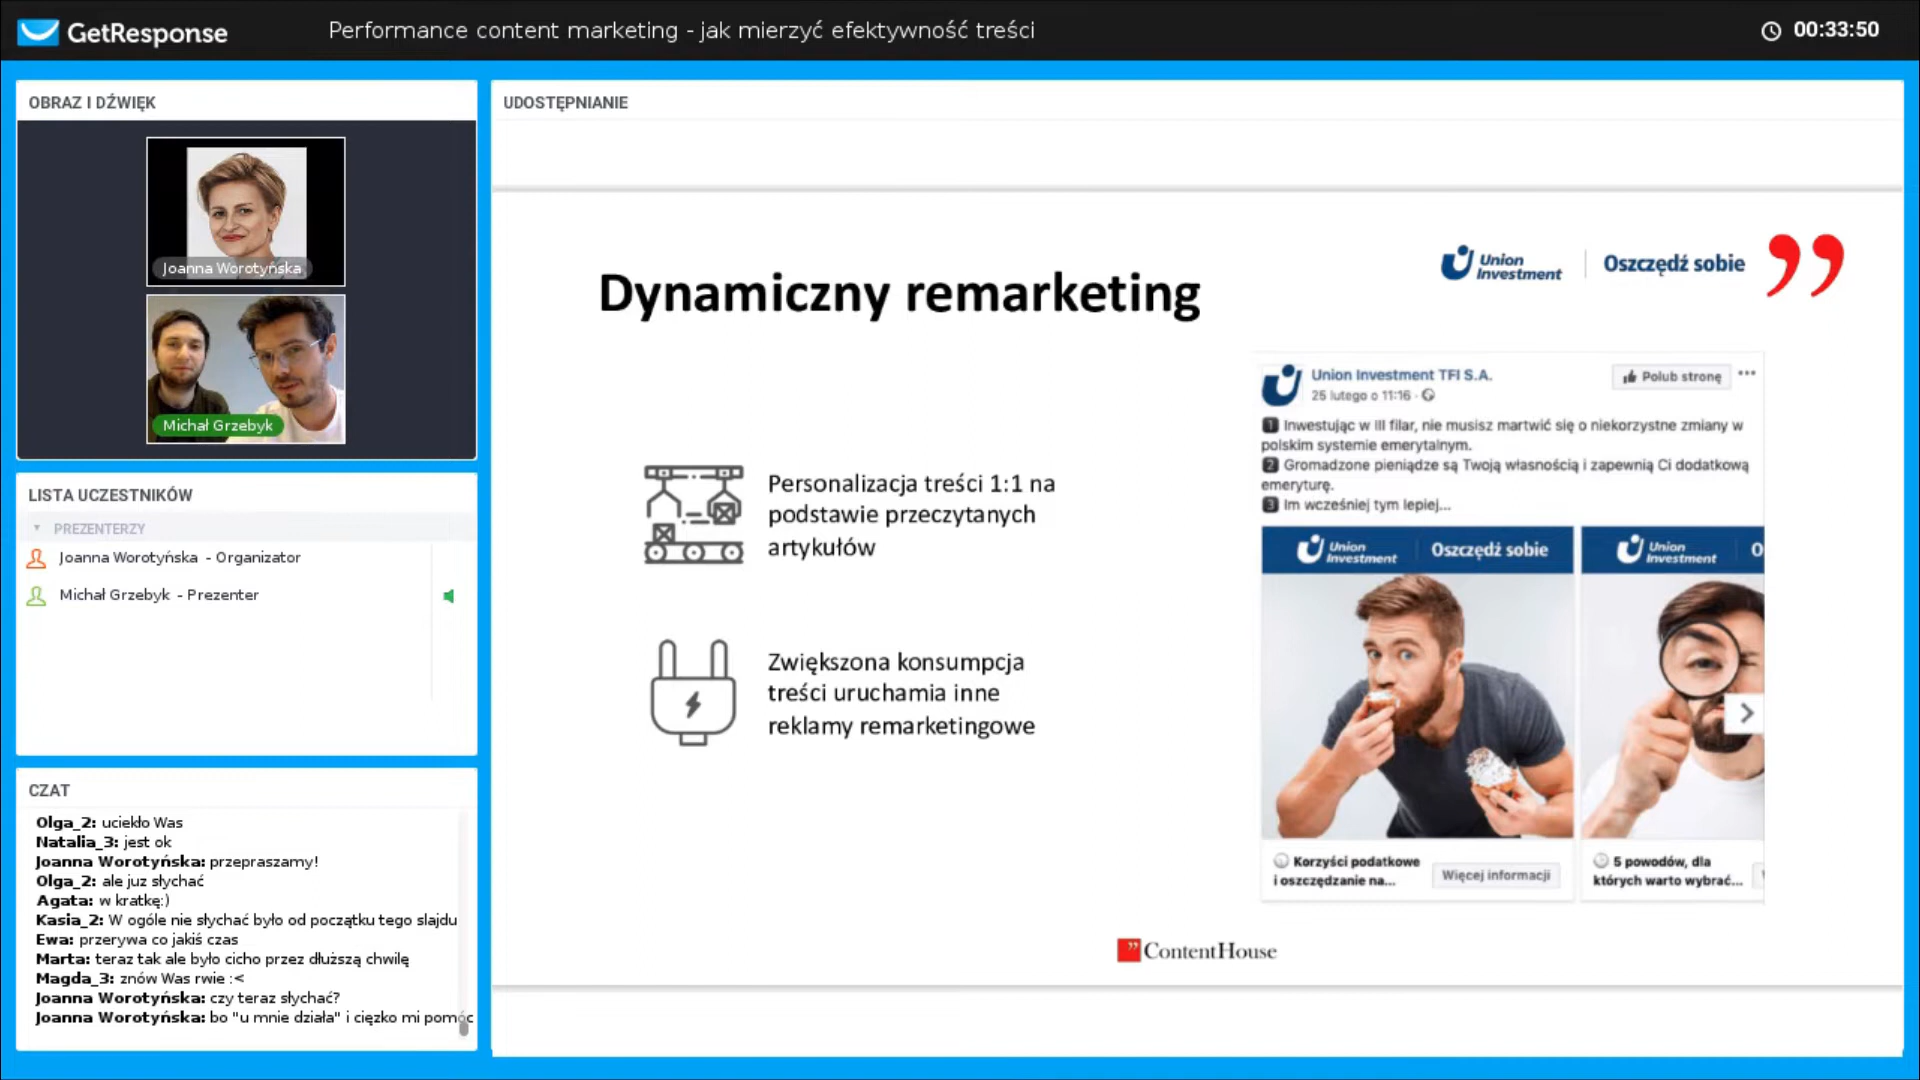 GetResponse
Performance content marketing - jak mierzyć efektywność treści
00:33:50
OBRAZ I DŹWIĘK
Joanna Worotyńska
Michał Grzebyk
LISTA UCZESTNIKÓW
PREZENTERZY
Joanna Worotyńska - Organizator
Michał Grzebyk - Prezenter
CZAT
Olga_2: uciekło Was
Natalia_3: jest ok
Joanna Worotyńska: przepraszamy!
Olga_2: ale juz słychać
Agata: w kratkę:)
Kasia_2: W ogóle nie słychać było od początku tego slajdu
Ewa: przerywa co jakiś czas
Marta: teraz tak ale było cicho przez dłuższą chwilę
Magda_3: znów Was rwie :<
Joanna Worotyńska: czy teraz słychać?
Joanna Worotyńska: bo "u mnie działa" i ciężko mi pomóc
UDOSTĘPNIANIE
Dynamiczny remarketing
Union Investment
Oszczędź sobie
Personalizacja treści 1:1 na
podstawie przeczytanych
artykułów
Zwiększona konsumpcja
treści uruchamia inne
reklamy remarketingowe
Union Investment TFI S.A.
25 lutego o 11:16
Polub stronę
1 Inwestując w III filar, nie musisz martwić się o niekorzystne zmiany w
polskim systemie emerytalnym.
2 Gromadzone pieniądze są Twoją własnością i zapewnią Ci dodatkową
emeryturę.
3 Im wcześniej tym lepiej...
Union Investment
Oszczędź sobie
Union Investment
O
Korzyści podatkowe
i oszczędzanie na...
Więcej informacji
5 powodów, dla
których warto wybrać...
ContentHouse